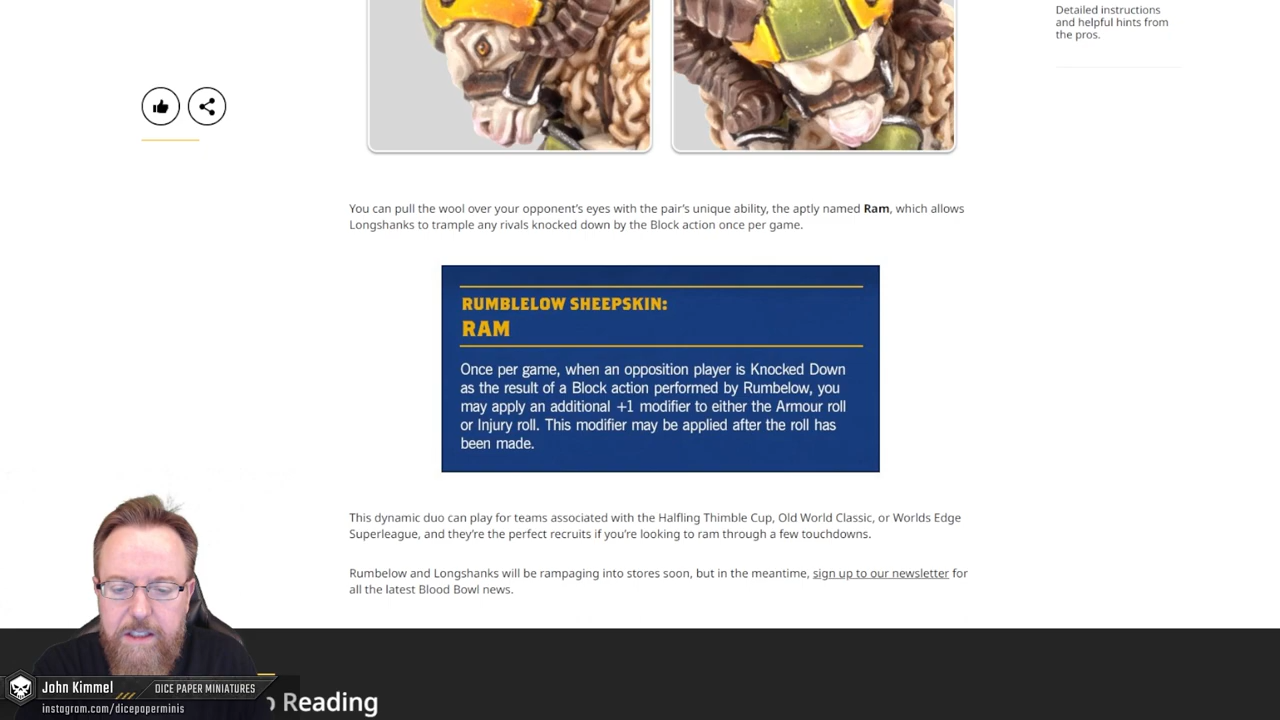 Detailed instructions
and helpful hints from
the pros.
You can pull the wool over your opponent's eyes with the pair's unique ability, the aptly named Ram, which allows
Longshanks to trample any rivals knocked down by the Block action once per game.
RUMBLELOW SHEEPSKIN:
RAM
Once per game, when an opposition player is Knocked Down
as the result of a Block action performed by Rumbelow, you
may apply an additional +1 modifier to either the Armour roll
or Injury roll. This modifier may be applied after the roll has
been made.
This dynamic duo can play for teams associated with the Halfling Thimble Cup, Old World Classic, or Worlds Edge
Superleague, and they're the perfect recruits if you're looking to ram through a few touchdowns.
Rumbelow and Longshanks will be rampaging into stores soon, but in the meantime, sign up to our newsletter for
all the latest Blood Bowl news.
Reading
John Kimmel DICE PAPER MINIATURES
instagram.com/dicepaperminis